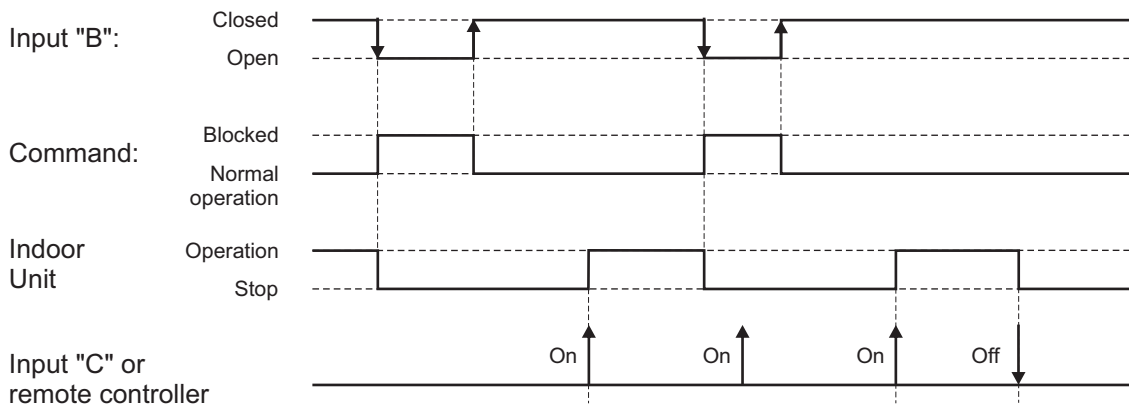 Input "B":
Closed
Open
Command:
Blocked
Normal
operation
Indoor
Unit
Operation
Stop
Input "C" or
remote controller
On
On
On
Off